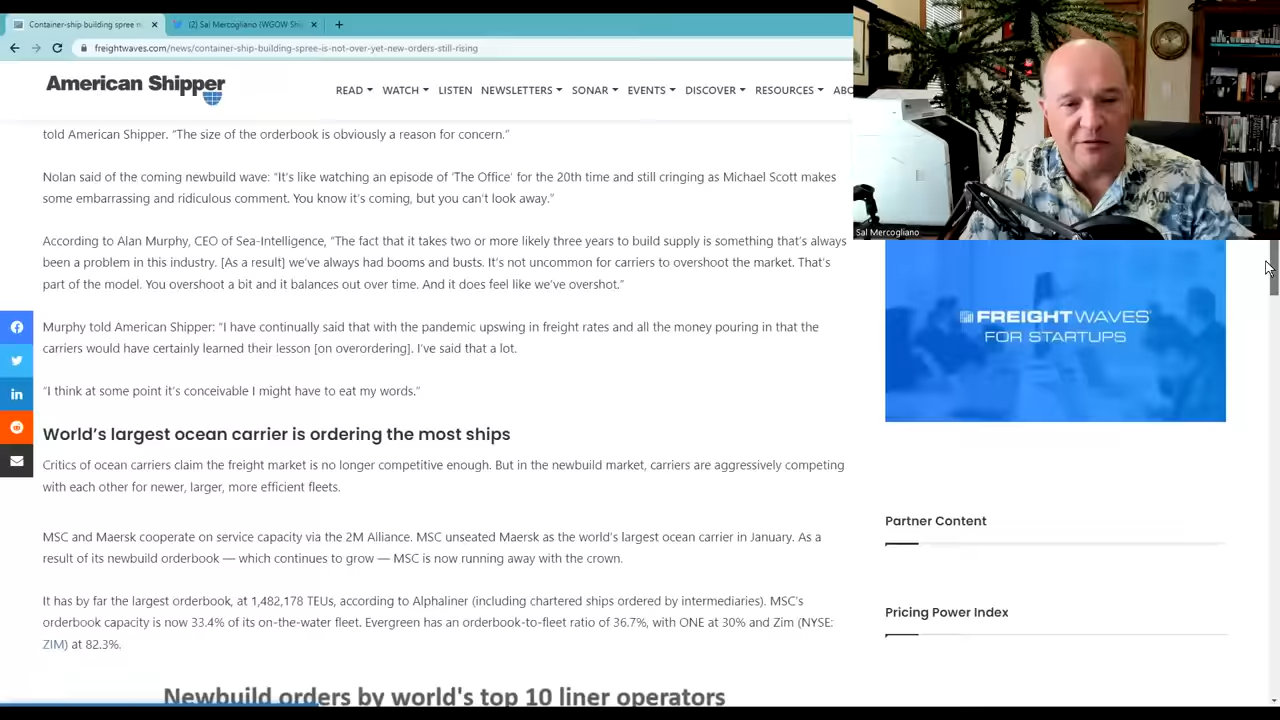 Container-ship building spree n
(2) Sal Mercogliano (WGOW Shi
freightwaves.com/news/container-ship-building-spree-is-not-over-yet-new-orders-still-rising
American Shipper
READ WATCH LISTEN NEWSLETTERS SONAR EVENTS DISCOVER RESOURCES ABO
told American Shipper. “The size of the orderbook is obviously a reason for concern.”
Nolan said of the coming newbuild wave: “It’s like watching an episode of ‘The Office’ for the 20th time and still cringing as Michael Scott makes
some embarrassing and ridiculous comment. You know it’s coming, but you can’t look away.”
According to Alan Murphy, CEO of Sea-Intelligence, “The fact that it takes two or more likely three years to build supply is something that’s always
been a problem in this industry. [As a result] we’ve always had booms and busts. It’s not uncommon for carriers to overshoot the market. That’s
part of the model. You overshoot a bit and it balances out over time. And it does feel like we’ve overshot.”
Murphy told American Shipper: “I have continually said that with the pandemic upswing in freight rates and all the money pouring in that the
carriers would have certainly learned their lesson [on overordering]. I’ve said that a lot.
“I think at some point it’s conceivable I might have to eat my words.”
World’s largest ocean carrier is ordering the most ships
Critics of ocean carriers claim the freight market is no longer competitive enough. But in the newbuild market, carriers are aggressively competing
with each other for newer, larger, more efficient fleets.
MSC and Maersk cooperate on service capacity via the 2M Alliance. MSC unseated Maersk as the world’s largest ocean carrier in January. As a
result of its newbuild orderbook — which continues to grow — MSC is now running away with the crown.
It has by far the largest orderbook, at 1,482,178 TEUs, according to Alphaliner (including chartered ships ordered by intermediaries). MSC’s
orderbook capacity is now 33.4% of its on-the-water fleet. Evergreen has an orderbook-to-fleet ratio of 36.7%, with ONE at 30% and Zim (NYSE:
ZIM) at 82.3%.
Newbuild orders by world's top 10 liner operators
Sal Mercogliano
FREIGHTWAVES
FOR STARTUPS
Partner Content
Pricing Power Index